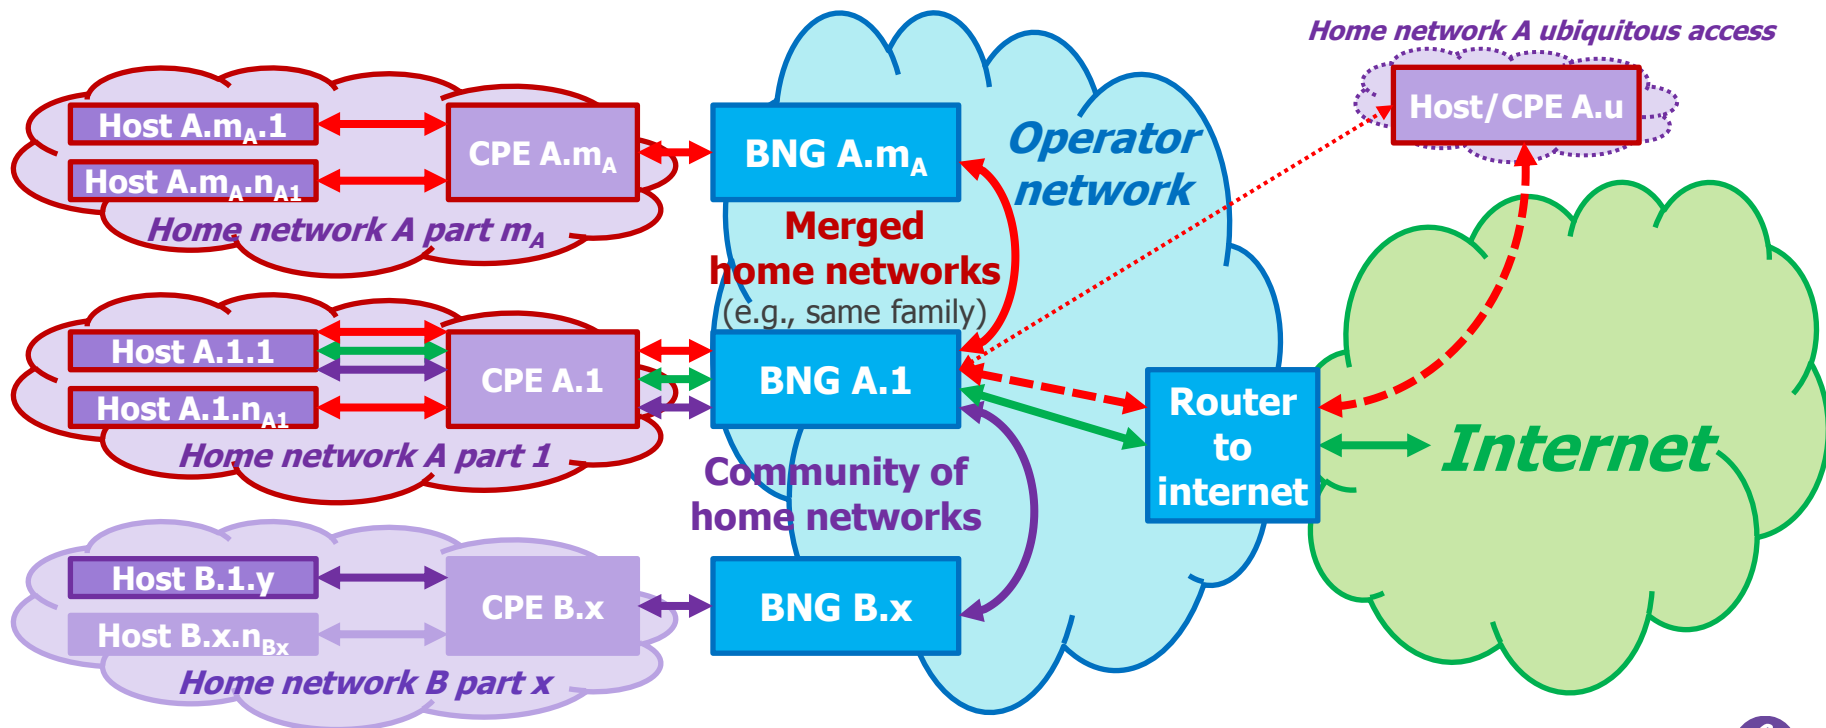 Home network A ubiquitous access
Host/CPE A.u
Host A.mA.1
Host A.mA.nA1
CPE A.mA
Home network A part mA
BNG A.mA
Operator
network
Merged
home networks
(e.g., same family)
Host A.1.1
Host A.1.nA1
CPE A.1
Home network A part 1
BNG A.1
Router
to
internet
Internet
Community of
home networks
Host B.1.y
Host B.x.nBx
CPE B.x
Home network B part x
BNG B.x